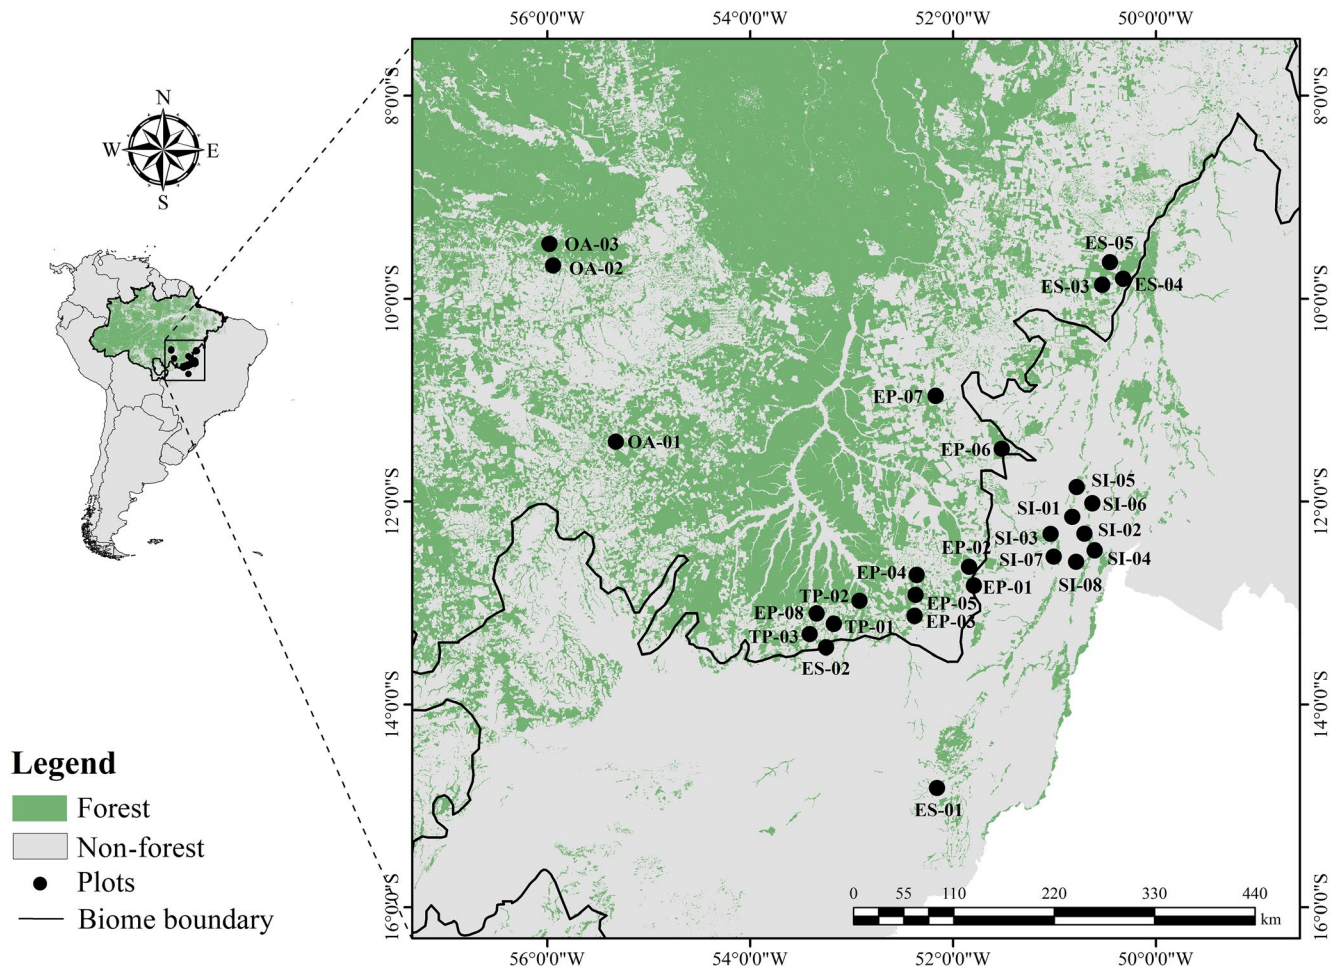 56°0'0"W 54°0'0"W 52°0'0"W 50°0'0"W
8°0'0"S
8°0'0"S
N
W E
S
ES-05
OA-03
OA-02
ES-03 ES-04
10°0'0"S
10°0'0"S
EP-07
OA-01
EP-06
SI-05
SI-06
SI-01
12°0'0"S
12°0'0"S
SI-02
SI-03
EP-02
SI-07
SI-04
EP-04
EP-01
SI-08
TP-02
EP-05
EP-08
EP-03
TP-01
TP-03
ES-02
14°0'0"S
14°0'0"S
ES-01
Legend
Forest
Non-forest
Plots
Biome boundary
0 55 110 220 330 440
km
16°0'0"S
16°0'0"S
56°0'0"W 54°0'0"W 52°0'0"W 50°0'0"W